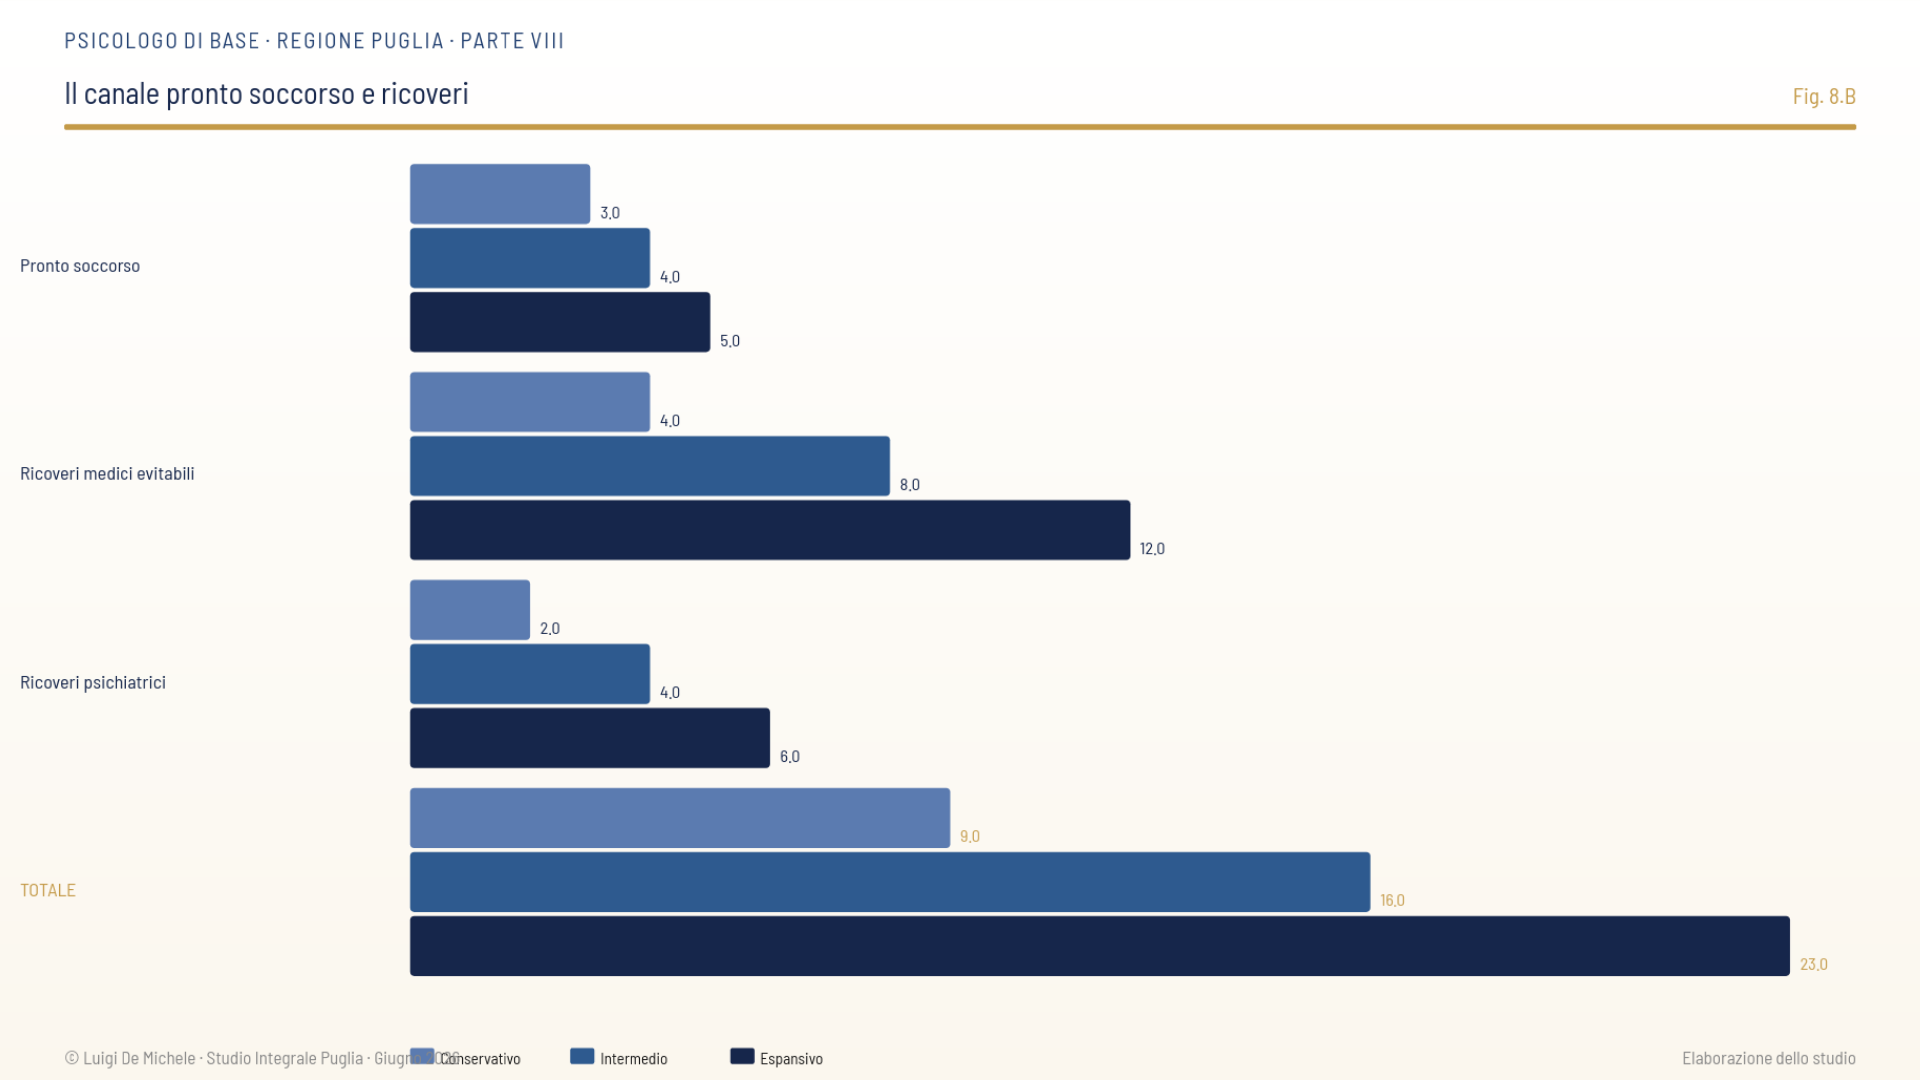 PSICOLOGO DI BASE · REGIONE PUGLIA · PARTE VIII
Il canale pronto soccorso e ricoveri
Fig. 8.B
3.0
4.0
Pronto soccorso
5.0
4.0
8.0
Ricoveri medici evitabili
12.0
2.0
4.0
Ricoveri psichiatrici
6.0
9.0
16.0
TOTALE
23.0
© Luigi De Michele · Studio Integrale Puglia · Giugno
Conservativo
Intermedio
Espansivo
Elaborazione dello studio